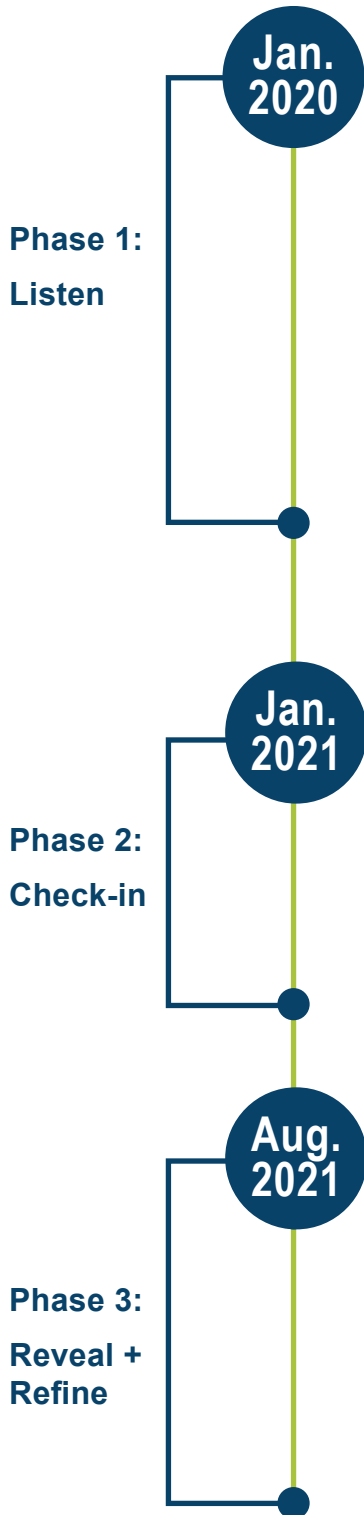 Jan.
2020
Phase 1:
Listen
Jan.
2021
Phase 2:
Check-in
Aug.
2021
Phase 3:
Reveal +
Refine